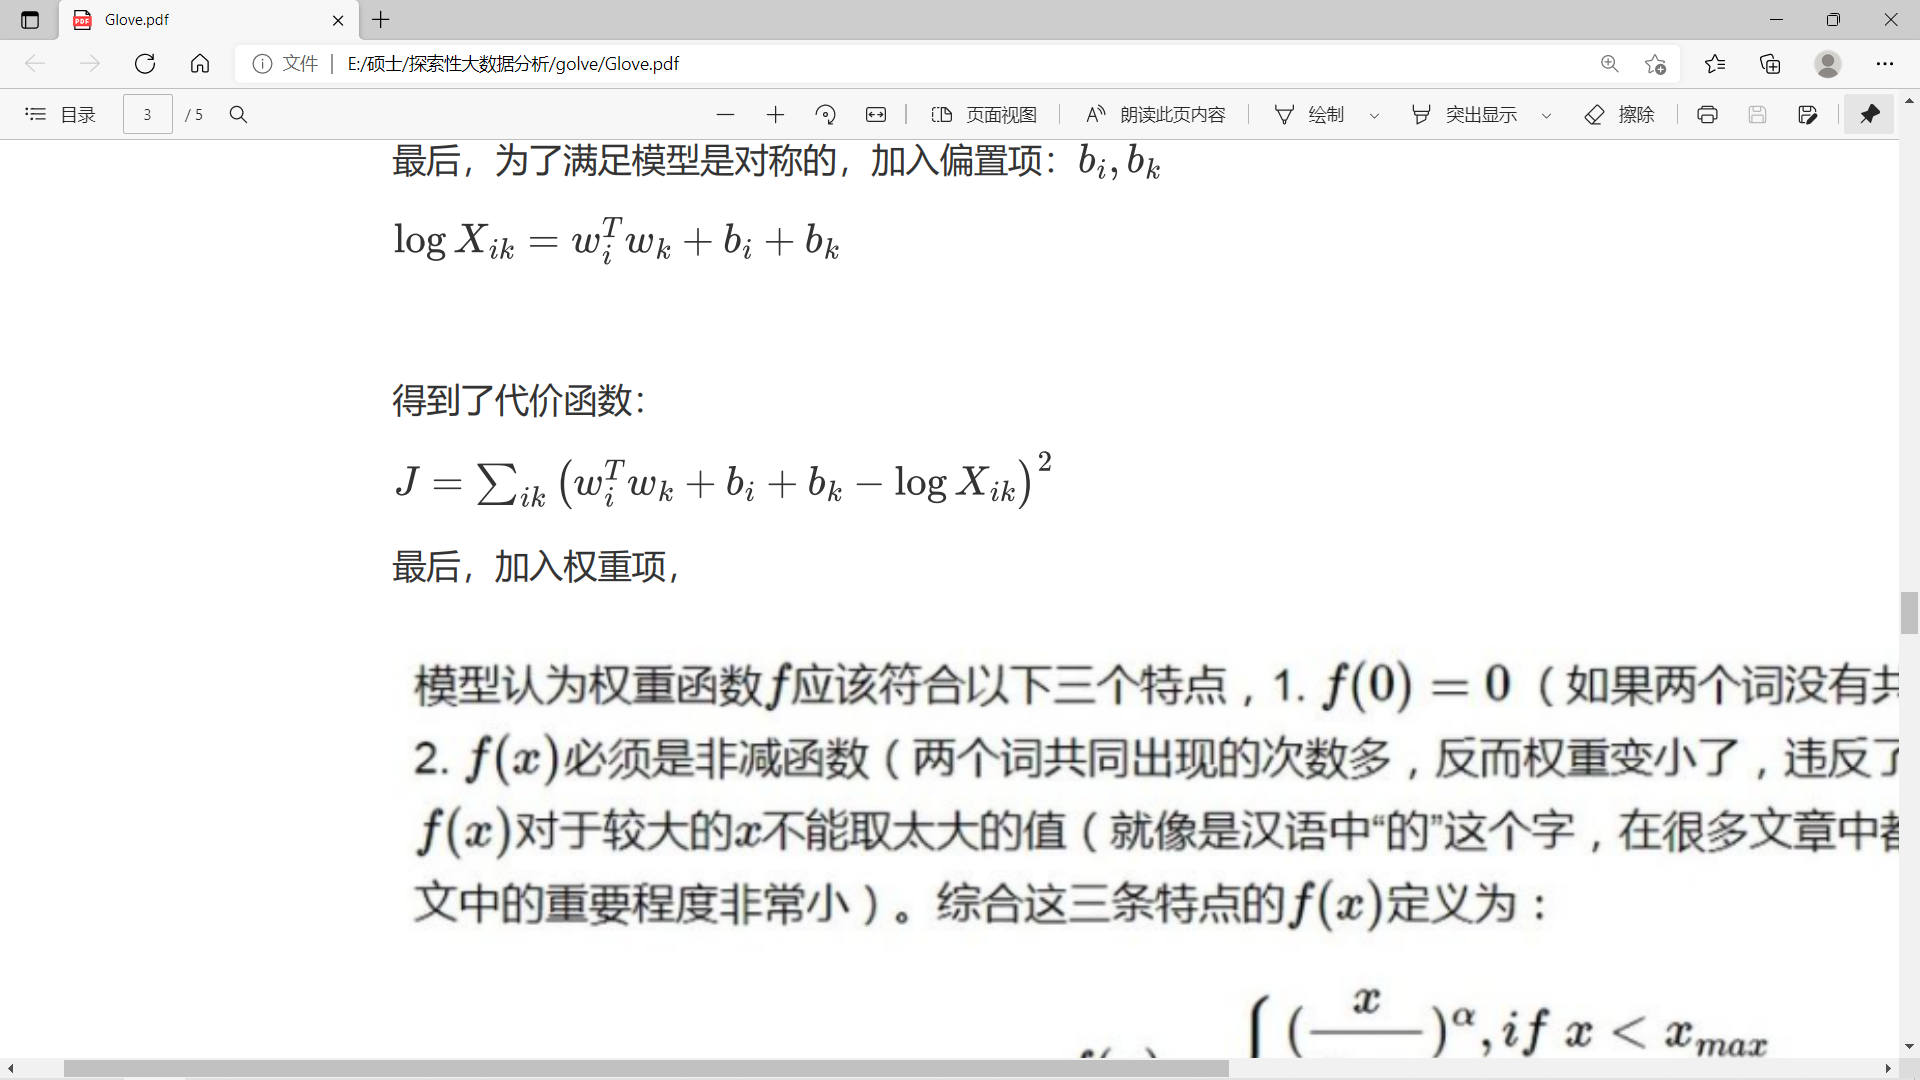 Glove.pdf
文件 E:/硕士/探索性大数据分析/golve/Glove.pdf
目录 3 / 5 页面视图 朗读此页内容 绘制 突出显示 擦除
最后，为了满足模型是对称的，加入偏置项：b_i, b_k
log X_{ik} = w_i^T w_k + b_i + b_k
得到了代价函数：
J = ∑_{ik} (w_i^T w_k + b_i + b_k − log X_{ik})^2
最后，加入权重项，
模型认为权重函数f应该符合以下三个特点，1. f(0) = 0（如果两个词没有共
2. f(x)必须是非减函数（两个词共同出现的次数多，反而权重变小了，违反了
f(x)对于较大的x不能取太大的值（就像是汉语中“的”这个字，在很多文章中都
文中的重要程度非常小）。综合这三条特点的f(x)定义为：
{ (x)^α, if x < x_{max}